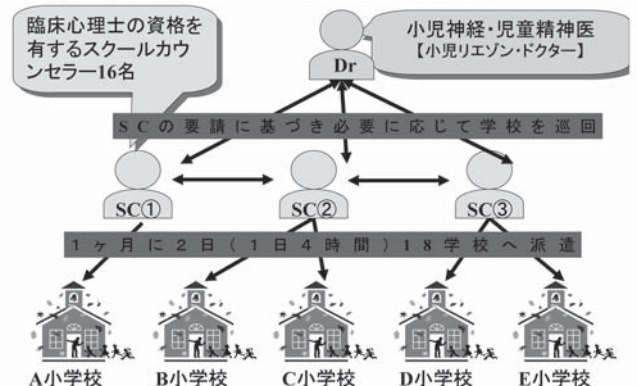 臨床心理士の資格を
有するスクールカウ
ンセラー16名
小児神経・児童精神医
【小児リエゾン・ドクター】
Dr
SCの要請に基づき必要に応じて学校を巡回
SC①
SC②
SC③
1ヶ月に2日(1日4時間)18学校へ派遣
A小学校
B小学校
C小学校
D小学校
E小学校